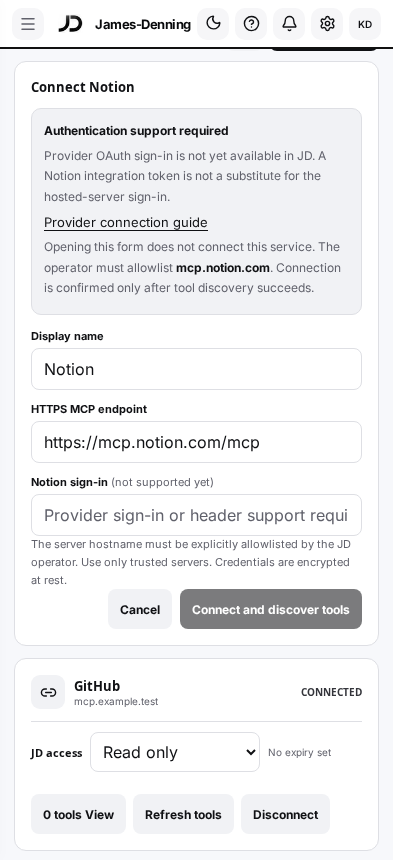 JD James-Denning KD
Connect Notion
Authentication support required
Provider OAuth sign-in is not yet available in JD. A
Notion integration token is not a substitute for the
hosted-server sign-in.
Provider connection guide
Opening this form does not connect this service. The
operator must allowlist mcp.notion.com. Connection
is confirmed only after tool discovery succeeds.
Display name
Notion
HTTPS MCP endpoint
https://mcp.notion.com/mcp
Notion sign-in (not supported yet)
Provider sign-in or header support requi
The server hostname must be explicitly allowlisted by the JD
operator. Use only trusted servers. Credentials are encrypted
at rest.
Cancel Connect and discover tools
GitHub
mcp.example.test
CONNECTED
JD access Read only No expiry set
0 tools View Refresh tools Disconnect